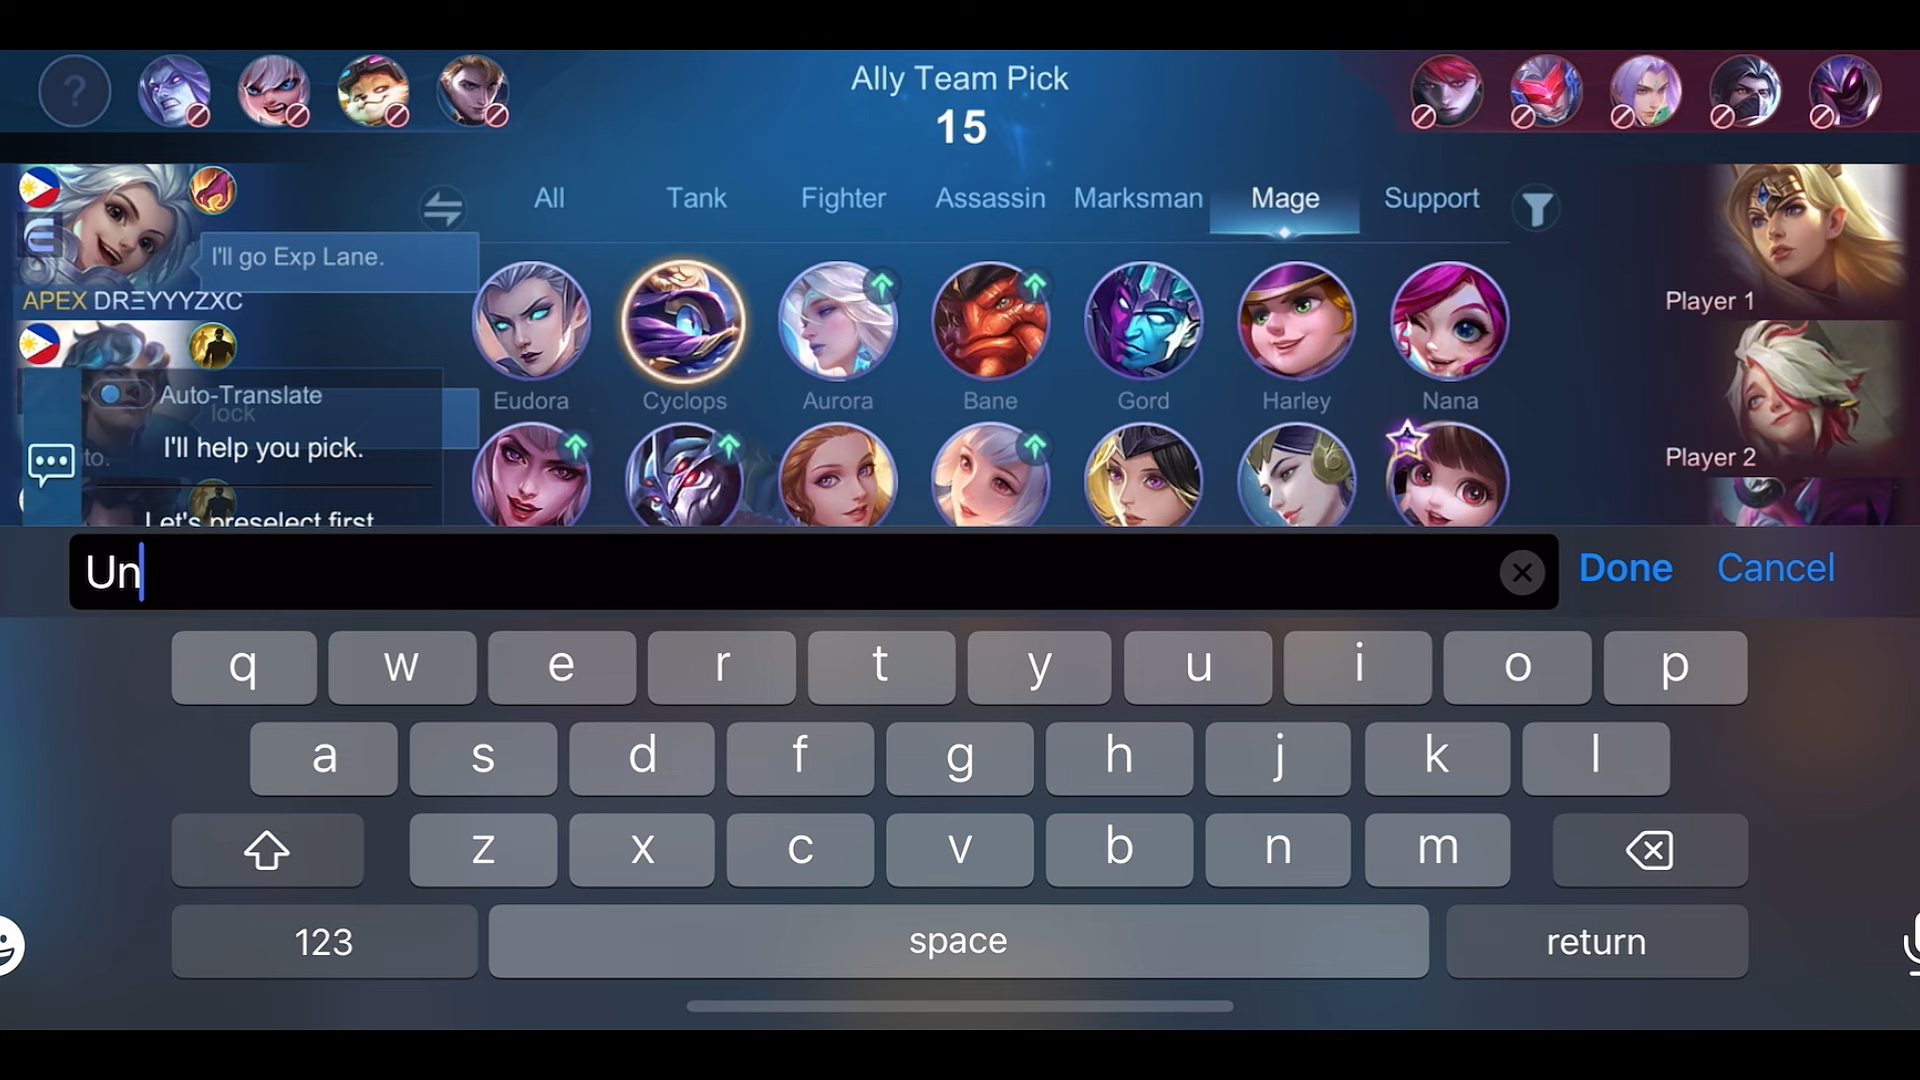 ?
Ally Team Pick
15
All Tank Fighter Assassin Marksman Mage Support
I'll go Exp Lane.
APEX DRΞYYYZXC
Player 1
Auto-Translate
lock
Eudora Cyclops Aurora Bane Gord Harley Nana
I'll help you pick.
to.
Player 2
Let's preselect first
Un
Done Cancel
q w e r t y u i o p
a s d f g h j k l
z x c v b n m
123 space return